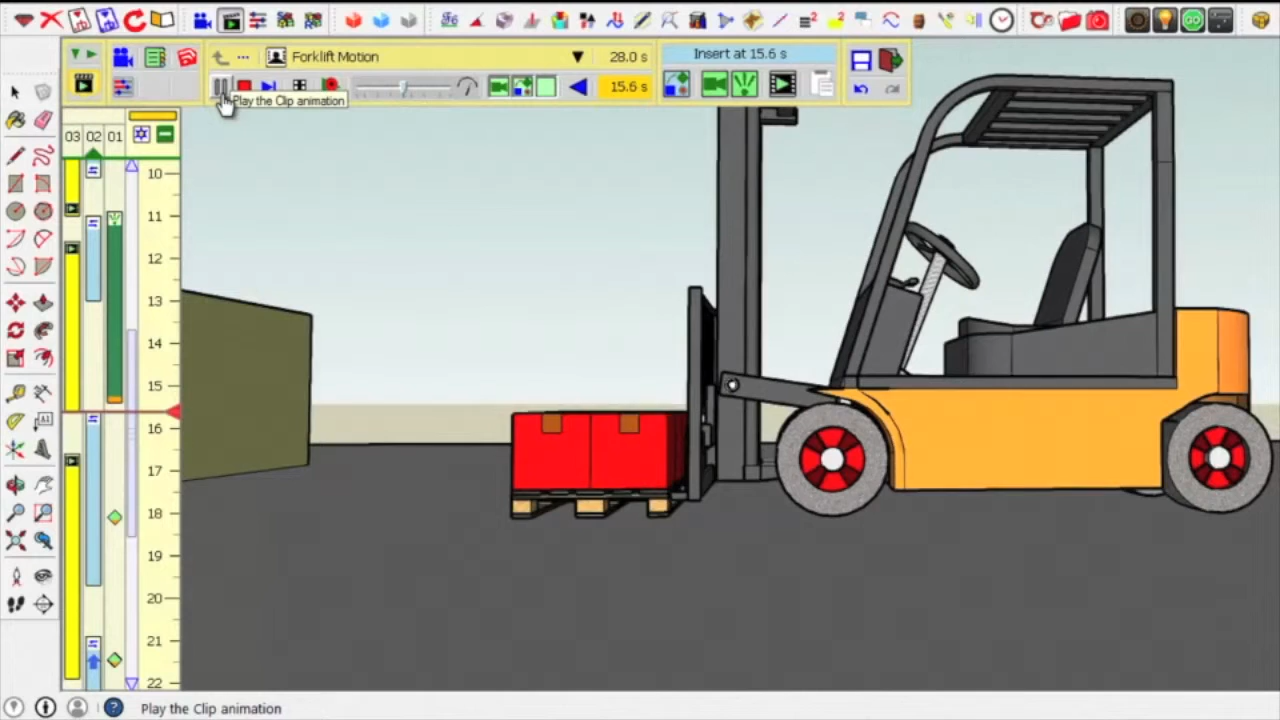 Forklift Motion
28.0 s
Insert at 15.6 s
15.6 s
Play the Clip animation
03 02 01
10
11
12
13
14
15
16
17
18
19
20
21
22
Play the Clip animation